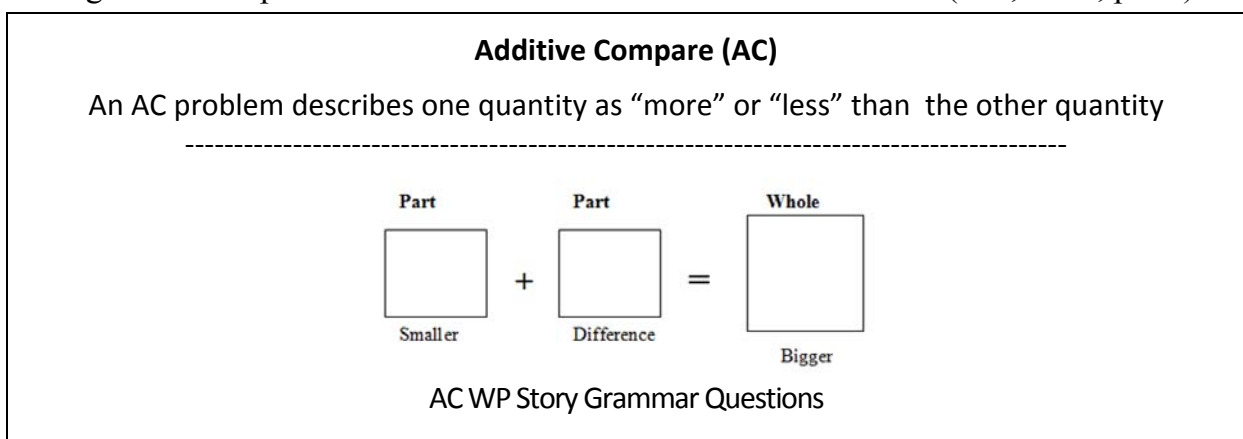 Additive Compare (AC)
An AC problem describes one quantity as “more” or “less” than the other quantity
-----------------------------------------------------------------------------------------
Part Part Whole
+ =
Smaller Difference Bigger
AC WP Story Grammar Questions